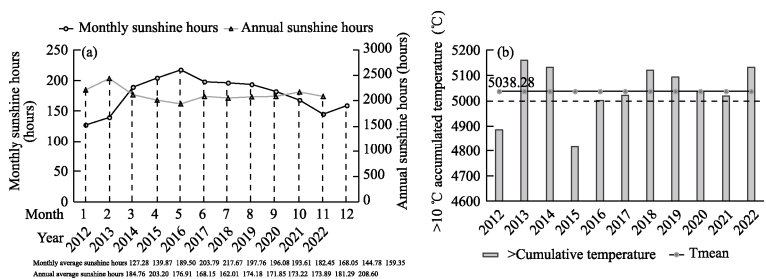 Monthly sunshine hours Annual sunshine hours
(a)
Monthly sunshine hours
(hours)
250
200
150
100
50
0
3000
2500
2000
1500
1000
500
0
Annual sunshine hours (hours)
Month 1 2 3 4 5 6 7 8 9 10 11 12
Year 2012 2013 2014 2015 2016 2017 2018 2019 2020 2021 2022
Monthly average sunshine hours 127.28 139.87 189.50 203.79 217.67 197.76 196.08 193.61 182.45 168.05 144.78 159.35
Annual average sunshine hours 184.76 203.20 176.91 168.15 162.01 174.18 171.85 173.22 173.89 181.29 208.60
(b)
>10 ℃ accumulated temperature (℃)
5200
5100
5000
4900
4800
4700
4600
5038.28
2012 2013 2014 2015 2016 2017 2018 2019 2020 2021 2022
>Cumulative temperature Tmean